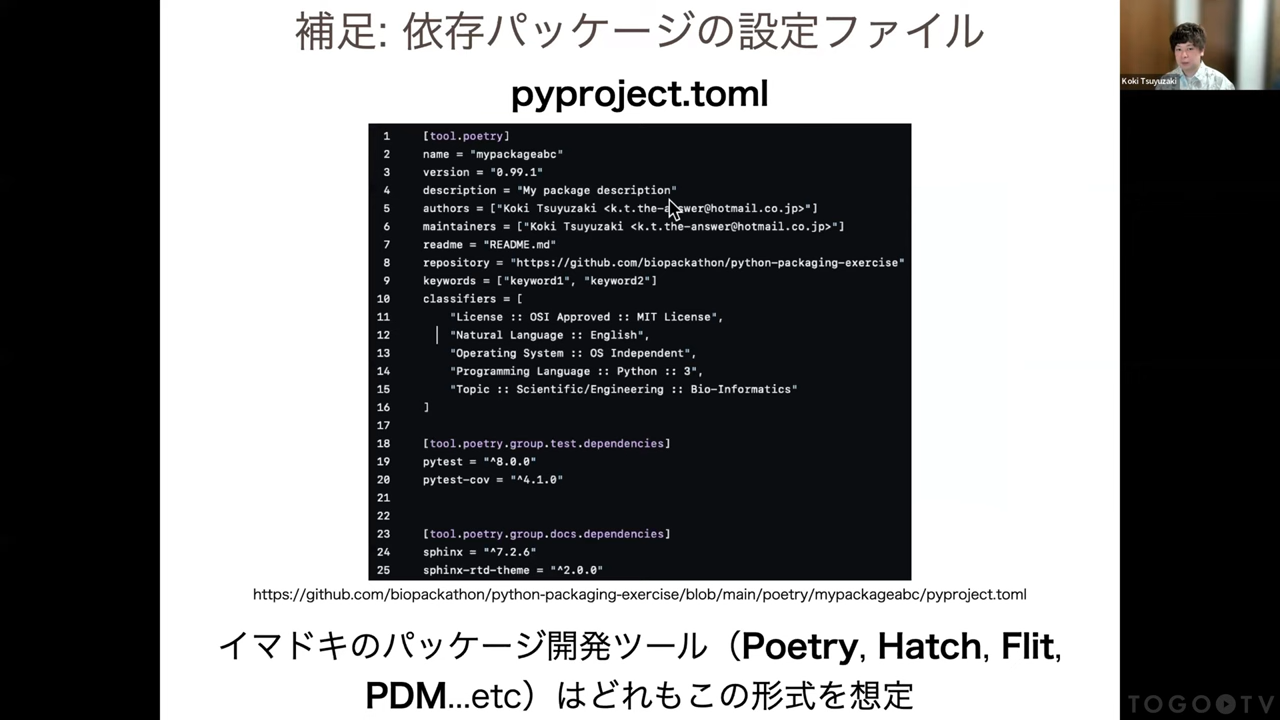 補足: 依存パッケージの設定ファイル
Koki Tsuyuzaki
pyproject.toml
1 [tool.poetry]
2 name = "mypackageabc"
3 version = "0.99.1"
4 description = "My package description"
5 authors = ["Koki Tsuyuzaki <k.t.the-answer@hotmail.co.jp>"]
6 maintainers = ["Koki Tsuyuzaki <k.t.the-answer@hotmail.co.jp>"]
7 readme = "README.md"
8 repository = "https://github.com/biopackathon/python-packaging-exercise"
9 keywords = ["keyword1", "keyword2"]
10 classifiers = [
11 "License :: OSI Approved :: MIT License",
12 "Natural Language :: English",
13 "Operating System :: OS Independent",
14 "Programming Language :: Python :: 3",
15 "Topic :: Scientific/Engineering :: Bio-Informatics"
16 ]
17
18 [tool.poetry.group.test.dependencies]
19 pytest = "^8.0.0"
20 pytest-cov = "^4.1.0"
21
22
23 [tool.poetry.group.docs.dependencies]
24 sphinx = "^7.2.6"
25 sphinx-rtd-theme = "^2.0.0"
https://github.com/biopackathon/python-packaging-exercise/blob/main/poetry/mypackageabc/pyproject.toml
イマドキのパッケージ開発ツール（Poetry, Hatch, Flit,
PDM...etc）はどれもこの形式を想定
TOGO TV